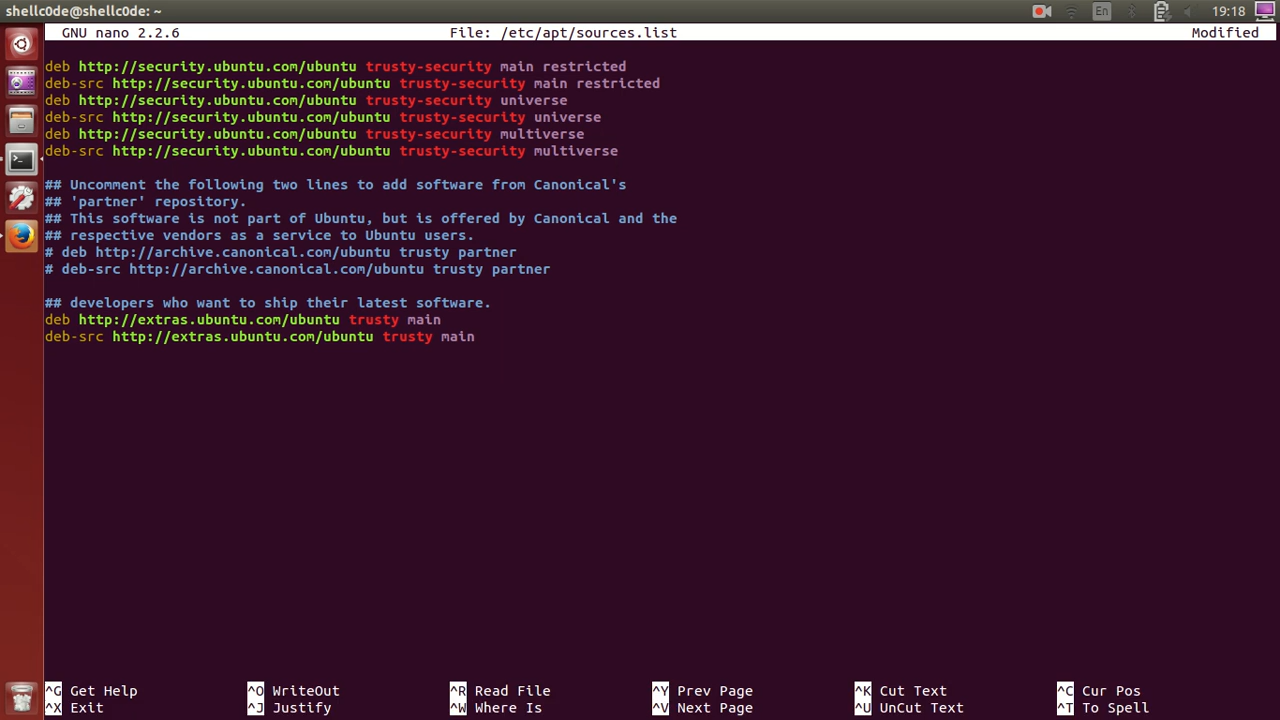 shellc0de@shellc0de: ~
En
19:18
GNU nano 2.2.6 File: /etc/apt/sources.list Modified
deb http://security.ubuntu.com/ubuntu trusty-security main restricted
deb-src http://security.ubuntu.com/ubuntu trusty-security main restricted
deb http://security.ubuntu.com/ubuntu trusty-security universe
deb-src http://security.ubuntu.com/ubuntu trusty-security universe
deb http://security.ubuntu.com/ubuntu trusty-security multiverse
deb-src http://security.ubuntu.com/ubuntu trusty-security multiverse
## Uncomment the following two lines to add software from Canonical's
## 'partner' repository.
## This software is not part of Ubuntu, but is offered by Canonical and the
## respective vendors as a service to Ubuntu users.
# deb http://archive.canonical.com/ubuntu trusty partner
# deb-src http://archive.canonical.com/ubuntu trusty partner
## developers who want to ship their latest software.
deb http://extras.ubuntu.com/ubuntu trusty main
deb-src http://extras.ubuntu.com/ubuntu trusty main
^G Get Help ^O WriteOut ^R Read File ^Y Prev Page ^K Cut Text ^C Cur Pos
^X Exit ^J Justify ^W Where Is ^V Next Page ^U UnCut Text ^T To Spell